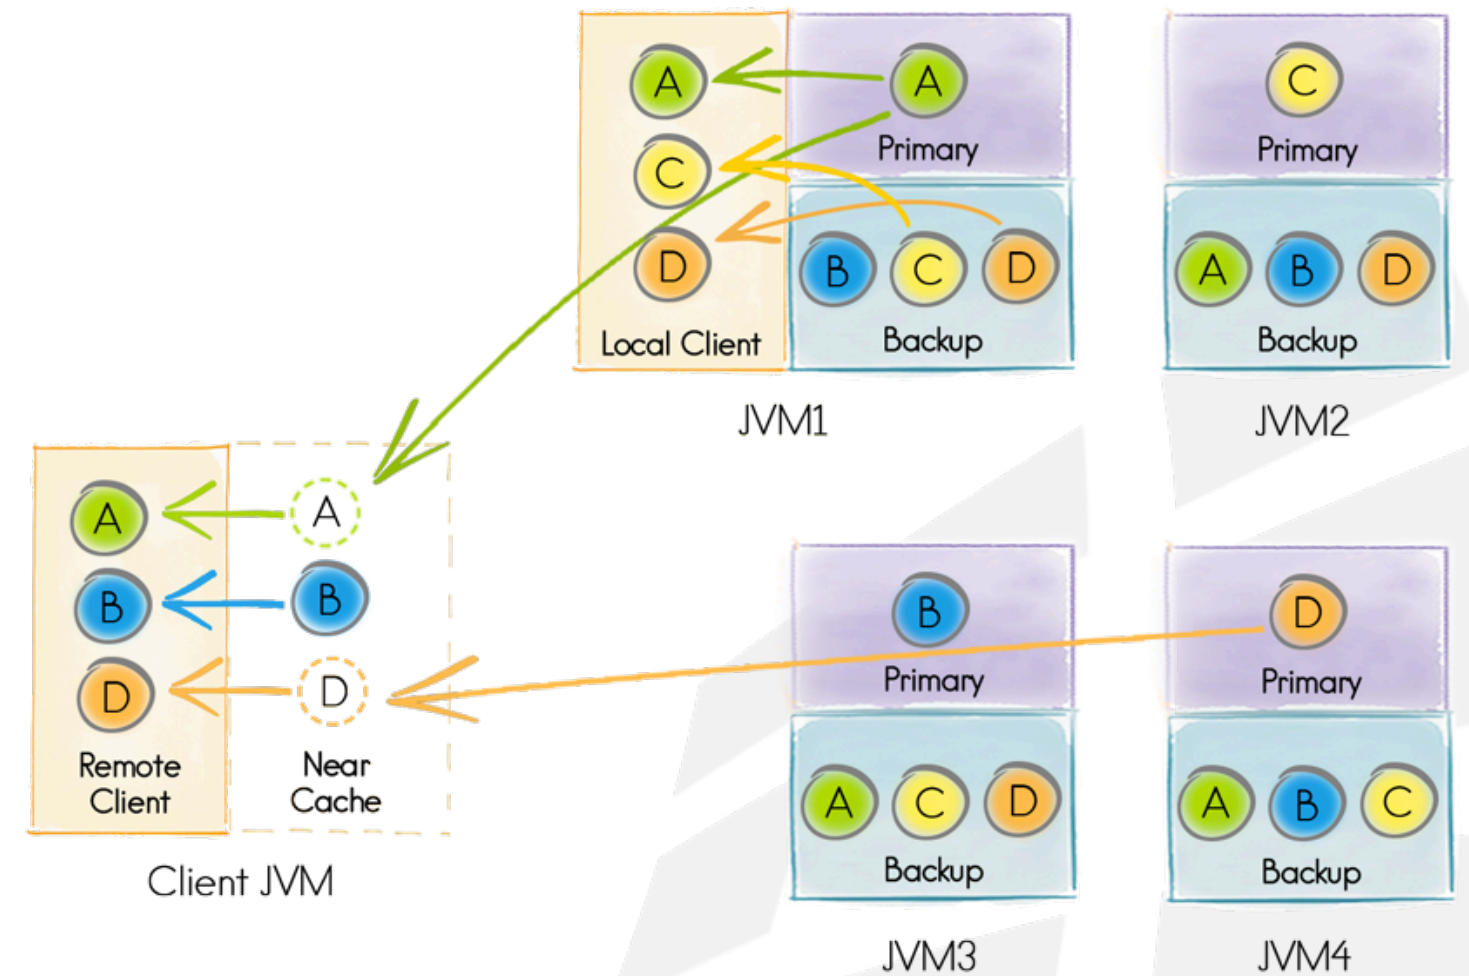 A
A
C
C
Primary
Primary
D
B
C
D
A
B
D
Local Client
Backup
Backup
JVM1
JVM2
A
A
B
B
D
D
Remote
Client
Near
Cache
Client JVM
B
D
Primary
Primary
A
C
D
A
B
C
Backup
Backup
JVM3
JVM4